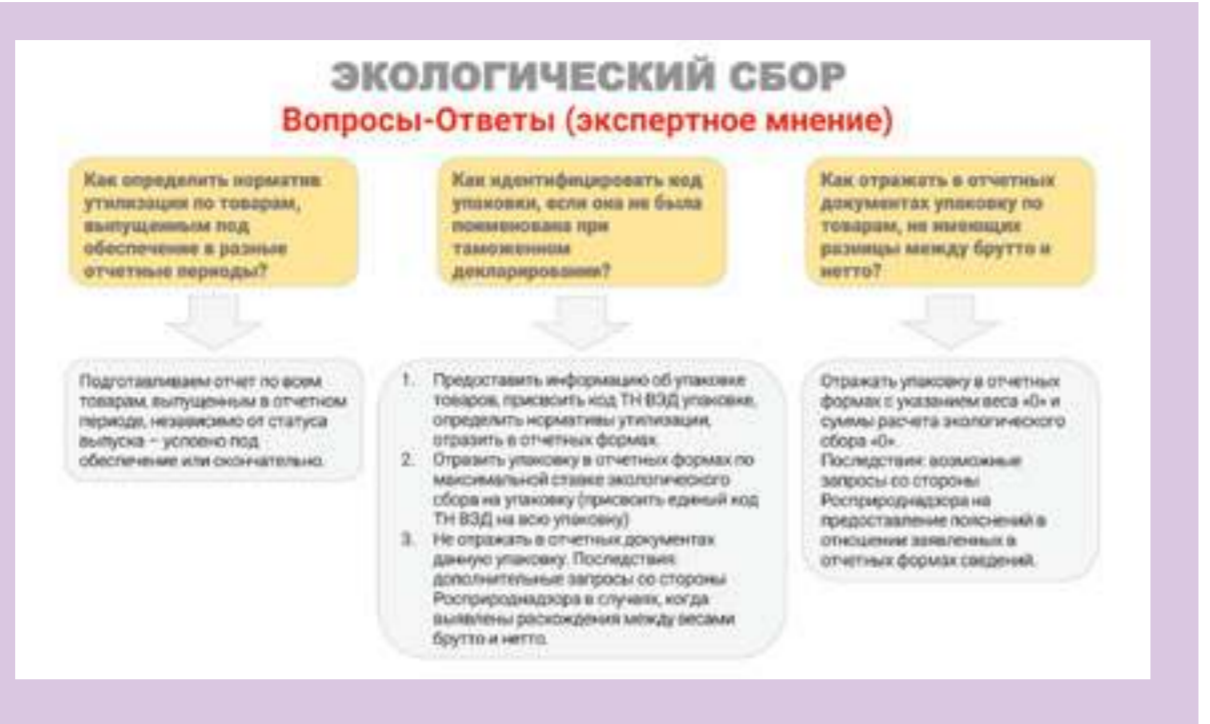 ЭКОЛОГИЧЕСКИЙ СБОР
Вопросы-Ответы (экспертное мнение)
Как определить норматив
утилизации по товарам,
выпущенным под
обеспечение в разные
отчетные периоды?
Как идентифицировать код
упаковки, если она не была
поименована при
таможенном
декларировании?
Как отражать в отчетных
документах упаковку по
товарам, не имеющих
разницы между брутто и
нетто?
Подготавливаем отчет по всем
товарам, выпущенным в отчетном
периоде, независимо от статуса
выпуска – условно под
обеспечение или окончательно.
1. Предоставить информацию об упаковке
товаров, присвоить код ТН ВЭД упаковке,
определить нормативы утилизации,
отразить в отчетных формах.
2. Отразить упаковку в отчетных формах по
максимальной ставке экологического
сбора на упаковку (присвоить единый код
ТН ВЭД на всю упаковку)
3. Не отражать в отчетных документах
данную упаковку. Последствия:
дополнительные запросы со стороны
Росприроднадзора в случаях, когда
выявлены расхождения между весами
брутто и нетто.
Отражать упаковку в отчетных
формах с указанием веса «0» и
суммы расчета экологического
сбора «0».
Последствия: возможные
запросы со стороны
Росприроднадзора на
предоставление пояснений в
отношении заявленных в
отчетных формах сведений.